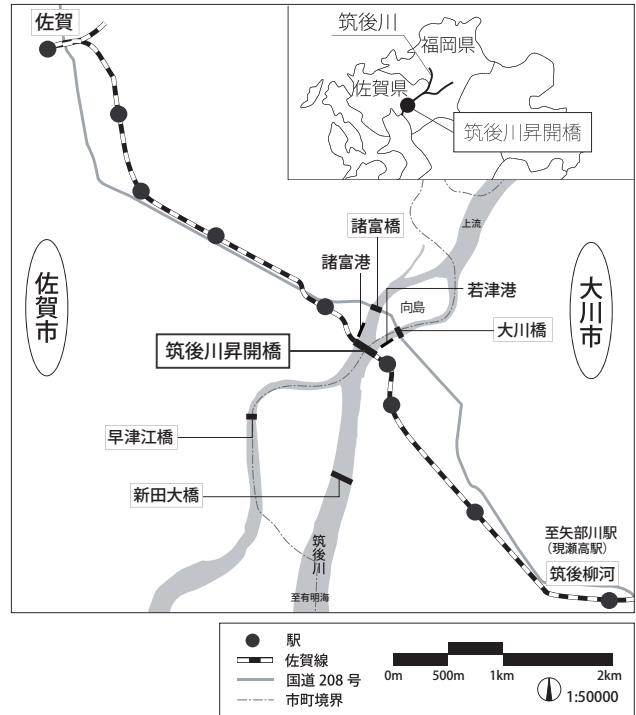 佐賀
筑後川
福岡県
佐賀県
筑後川昇開橋
上流
諸富橋
諸富港
若津港
向島
佐賀市
大川市
大川橋
筑後川昇開橋
早津江橋
新田大橋
筑後川
至有明海
至矢部川駅
（現瀬高駅）
筑後柳河
駅
佐賀線
国道 208 号
市町境界
0m 500m 1km 2km
1:50000